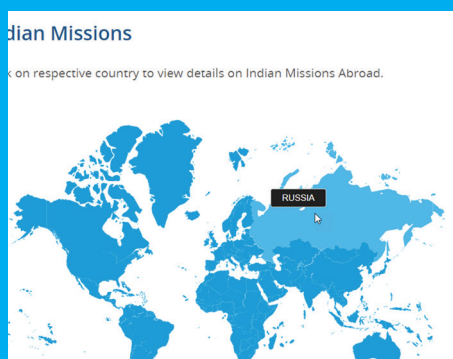 dian Missions
k on respective country to view details on Indian Missions Abroad.
RUSSIA